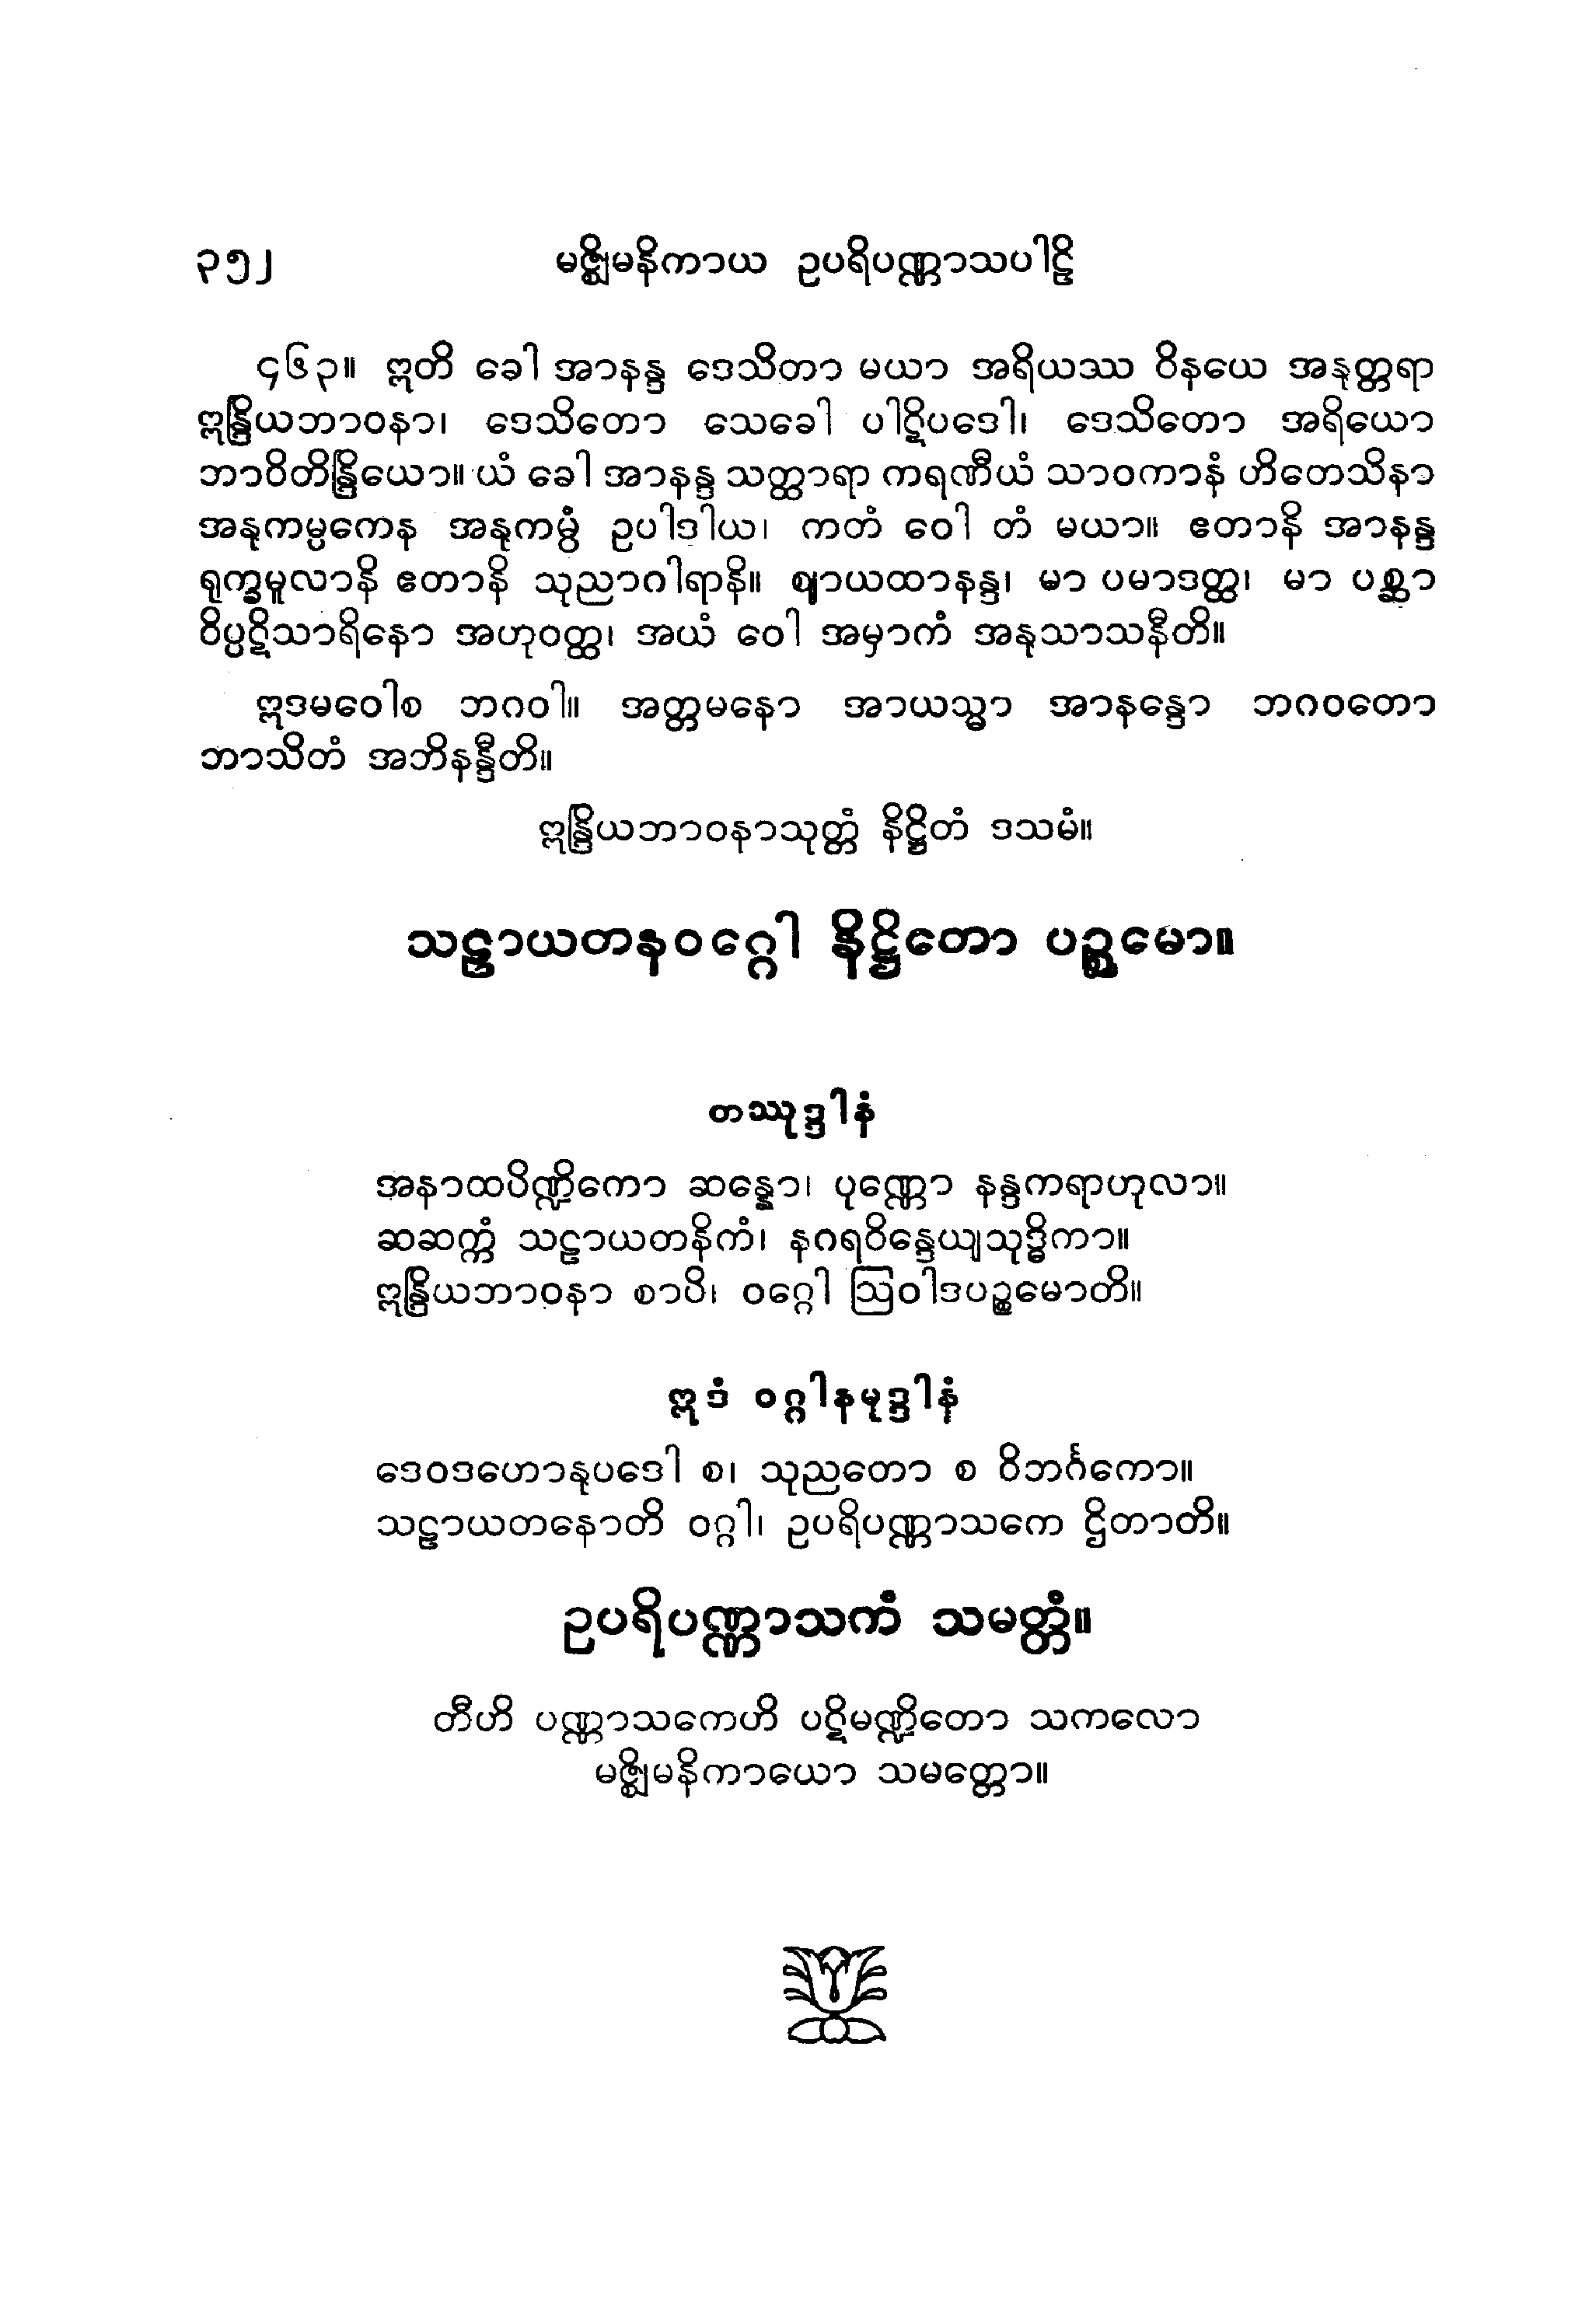 ၃၅၂ မဇ္ဈိမနိကာယ ဥပရိပဏ္ဏာသပါဠိ
၄၆၃။ ဣတိ ခေါ အာနန္ဒ ဒေသိတာ မယာ အရိယဿ ဝိနယေ အနုတ္တရာ
ဣန္ဒြိယဘာဝနာ၊ ဒေသိတော သေခေါ ပါဋိပဒေါ၊ ဒေသိတော အရိယော
ဘာဝိတိန္ဒြိယော။ ယံ ခေါ အာနန္ဒ သတ္ထာရာ ကရဏီယံ သာဝကာနံ ဟိတေသိနာ
အနုကမ္ပကေန အနုကမ္ပံ ဥပါဒါယ၊ ကတံ ဝေါ တံ မယာ။ ဧတာနိ အာနန္ဒ
ရုက္ခမူလာနိ ဧတာနိ သုညာဂါရာနိ။ ဈာယထာနန္ဒ၊ မာ ပမာဒတ္ထ၊ မာ ပစ္ဆာ
ဝိပ္ပဋိသာရိနော အဟုဝတ္ထ၊ အယံ ဝေါ အမှာကံ အနုသာသနီတိ။
ဣဒမဝေါစ ဘဂဝါ။ အတ္တမနော အာယသ္မာ အာနန္ဒော ဘဂဝတော
ဘာသိတံ အဘိနန္ဒီတိ။
ဣန္ဒြိယဘာဝနာသုတ္တံ နိဋ္ဌိတံ ဒသမံ။
သဠာယတနဝဂ္ဂေါ နိဋ္ဌိတော ပဉ္စမော။
တဿုဒ္ဒါနံ
အနာထပိဏ္ဍိကော ဆန္နော၊ ပုဏ္ဏော နန္ဒကရာဟုလာ။
ဆဆက္ကံ သဠာယတနိကံ၊ နဂရဝိန္ဒေယျသုဒ္ဓိကာ။
ဣန္ဒြိယဘာဝနာ စာပိ၊ ဝဂ္ဂေါ ဩဝါဒပဉ္စမောတိ။
ဣဒံ ဝဂ္ဂါနမုဒ္ဒါနံ
ဒေဝဒဟောနုပဒေါ စ၊ သုညတော စ ဝိဘင်္ဂကော။
သဠာယတနောတိ ဝဂ္ဂါ၊ ဥပရိပဏ္ဏာသကေ ဌိတာတိ။
ဥပရိပဏ္ဏာသကံ သမတ္တံ။
တီဟိ ပဏ္ဏာသကေဟိ ပဋိမဏ္ဍိတော သကလော
မဇ္ဈိမနိကာယော သမတ္တော။